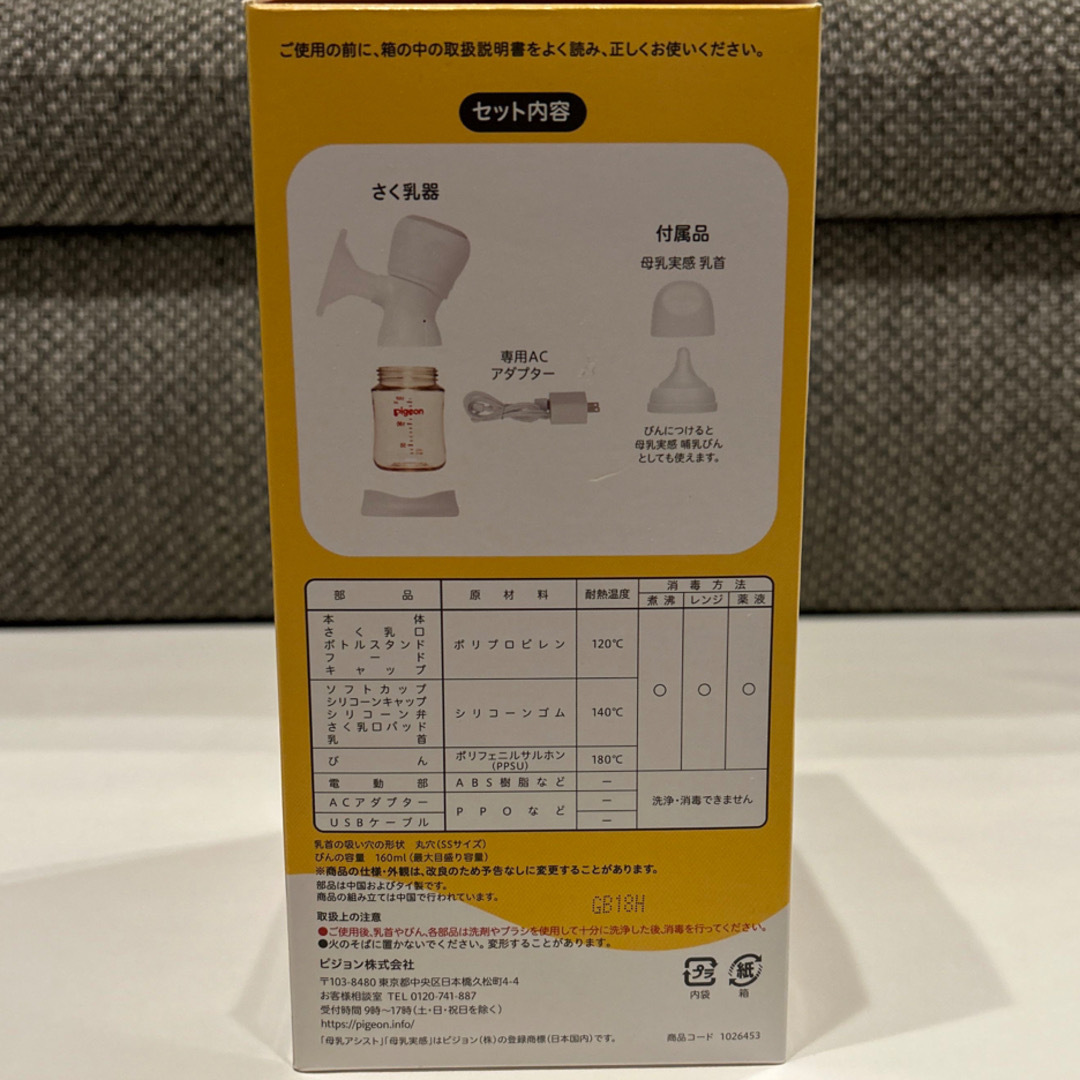 ご使用の前に、箱の中の取扱説明書をよく読み、正しくお使いください。
セット内容
さく乳器
付属品
母乳実感 乳首
専用AC
アダプター
pigeon
びんにつけると
母乳実感 哺乳びん
としても使えます。
部品 原材料 耐熱温度 消毒方法
煮沸 レンジ 薬液
本体
さく乳口
ボトルスタンド
フード
キャップ
ポリプロピレン 120℃
ソフトカップ
シリコーンキャップ
シリコーン弁
さく乳口パッド
乳首
シリコーンゴム 140℃
○ ○ ○
びん ポリフェニルサルホン
(PPSU) 180℃
電動部 ABS樹脂など －
ACアダプター PPOなど －
USBケーブル －
洗浄・消毒できません
乳首の吸い穴の形状 丸穴(SSサイズ)
びんの容量 160ml(最大目盛り容量)
※商品の仕様・外観は、改良のため予告なしに変更することがあります。
部品は中国およびタイ製です。
商品の組み立ては中国で行われています。
GB18H
取扱上の注意
●ご使用後、乳首やびん、各部品は洗剤やブラシを使用して十分に洗浄した後、消毒を行ってください。
●火のそばに置かないでください。変形することがあります。
ピジョン株式会社
〒103-8480 東京都中央区日本橋久松町4-4
お客様相談室 TEL 0120-741-887
受付時間 9時〜17時(土・日・祝日を除く)
https://pigeon.info/
「母乳アシスト」「母乳実感」はピジョン(株)の登録商標(日本国内)です。
プラ 紙
内袋 箱
商品コード 1026453